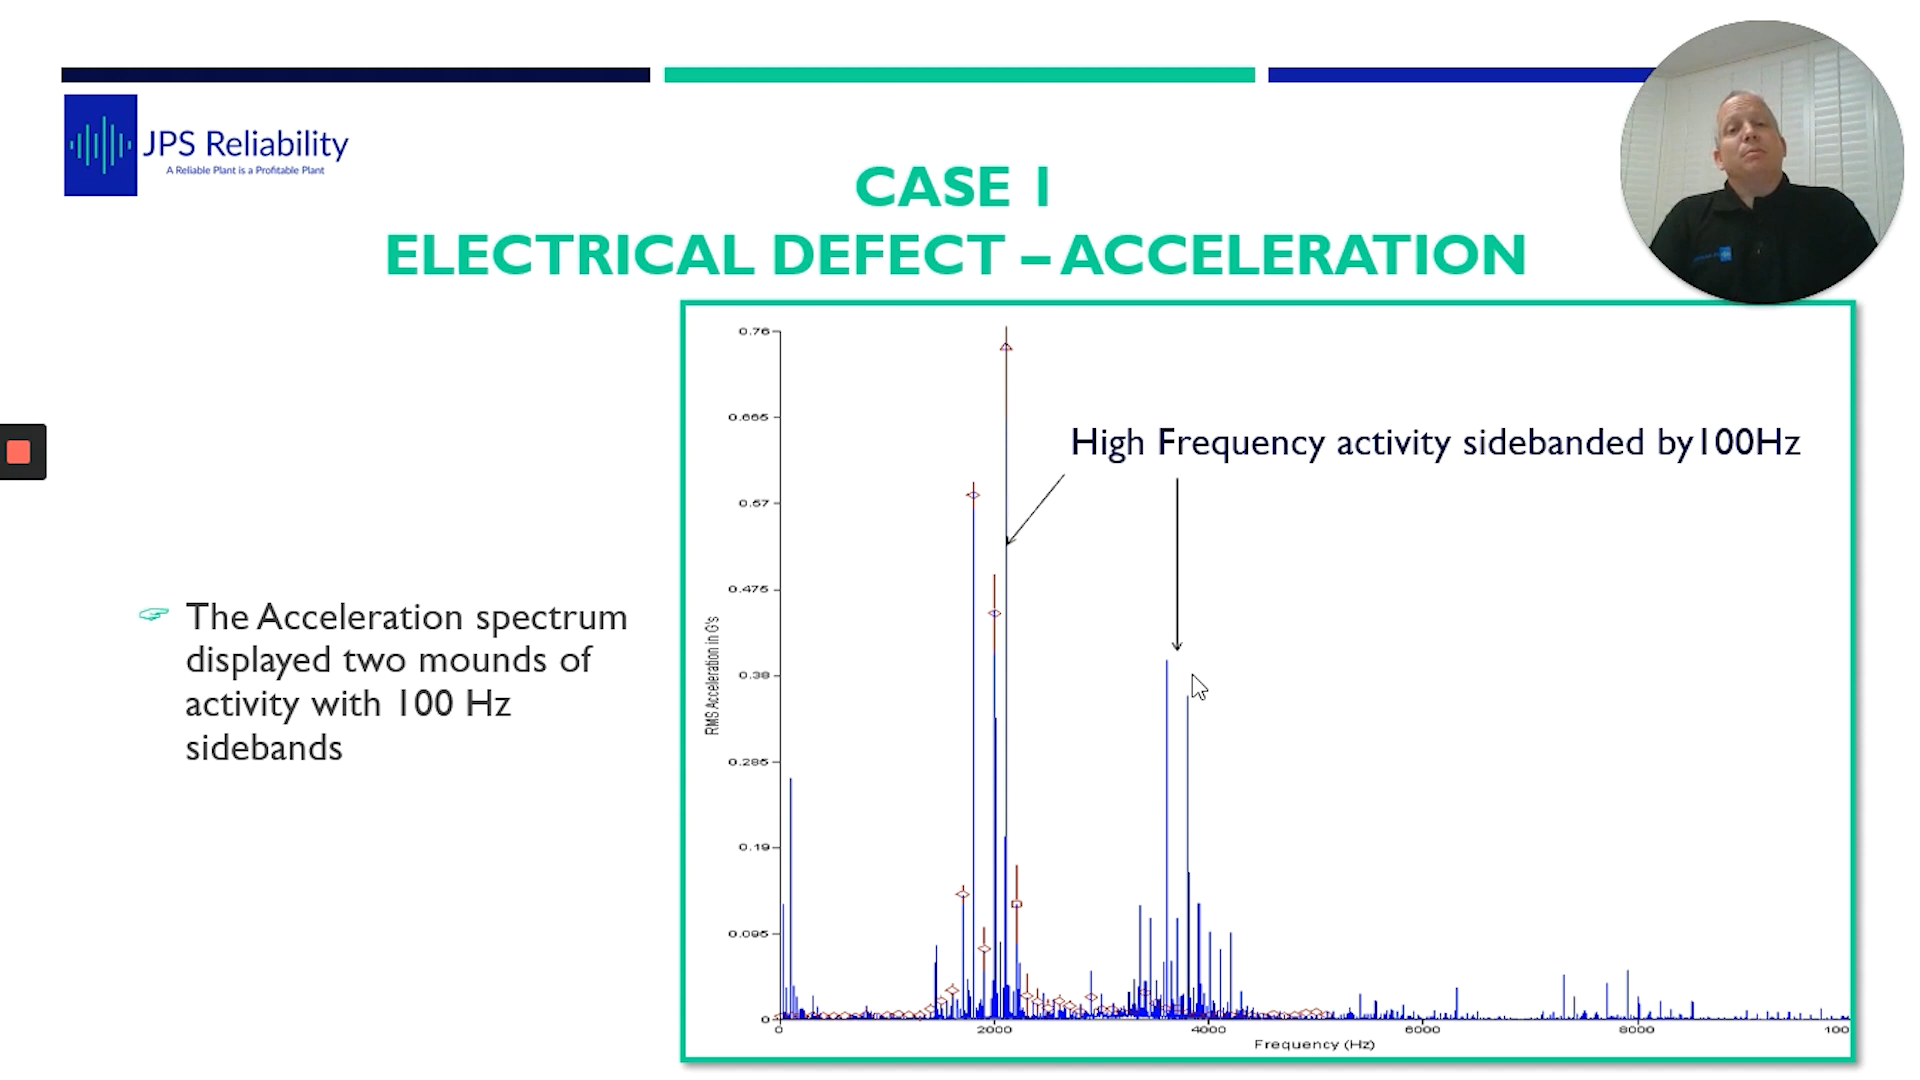 JPS Reliability
A Reliable Plant is a Profitable Plant
CASE 1
ELECTRICAL DEFECT – ACCELERATION
The Acceleration spectrum
displayed two mounds of
activity with 100 Hz
sidebands
High Frequency activity sidebanded by100Hz
RMS Acceleration in G's
0.76
0.665
0.57
0.475
0.38
0.285
0.19
0.095
0
0 2000 4000 6000 8000 100
Frequency (Hz)